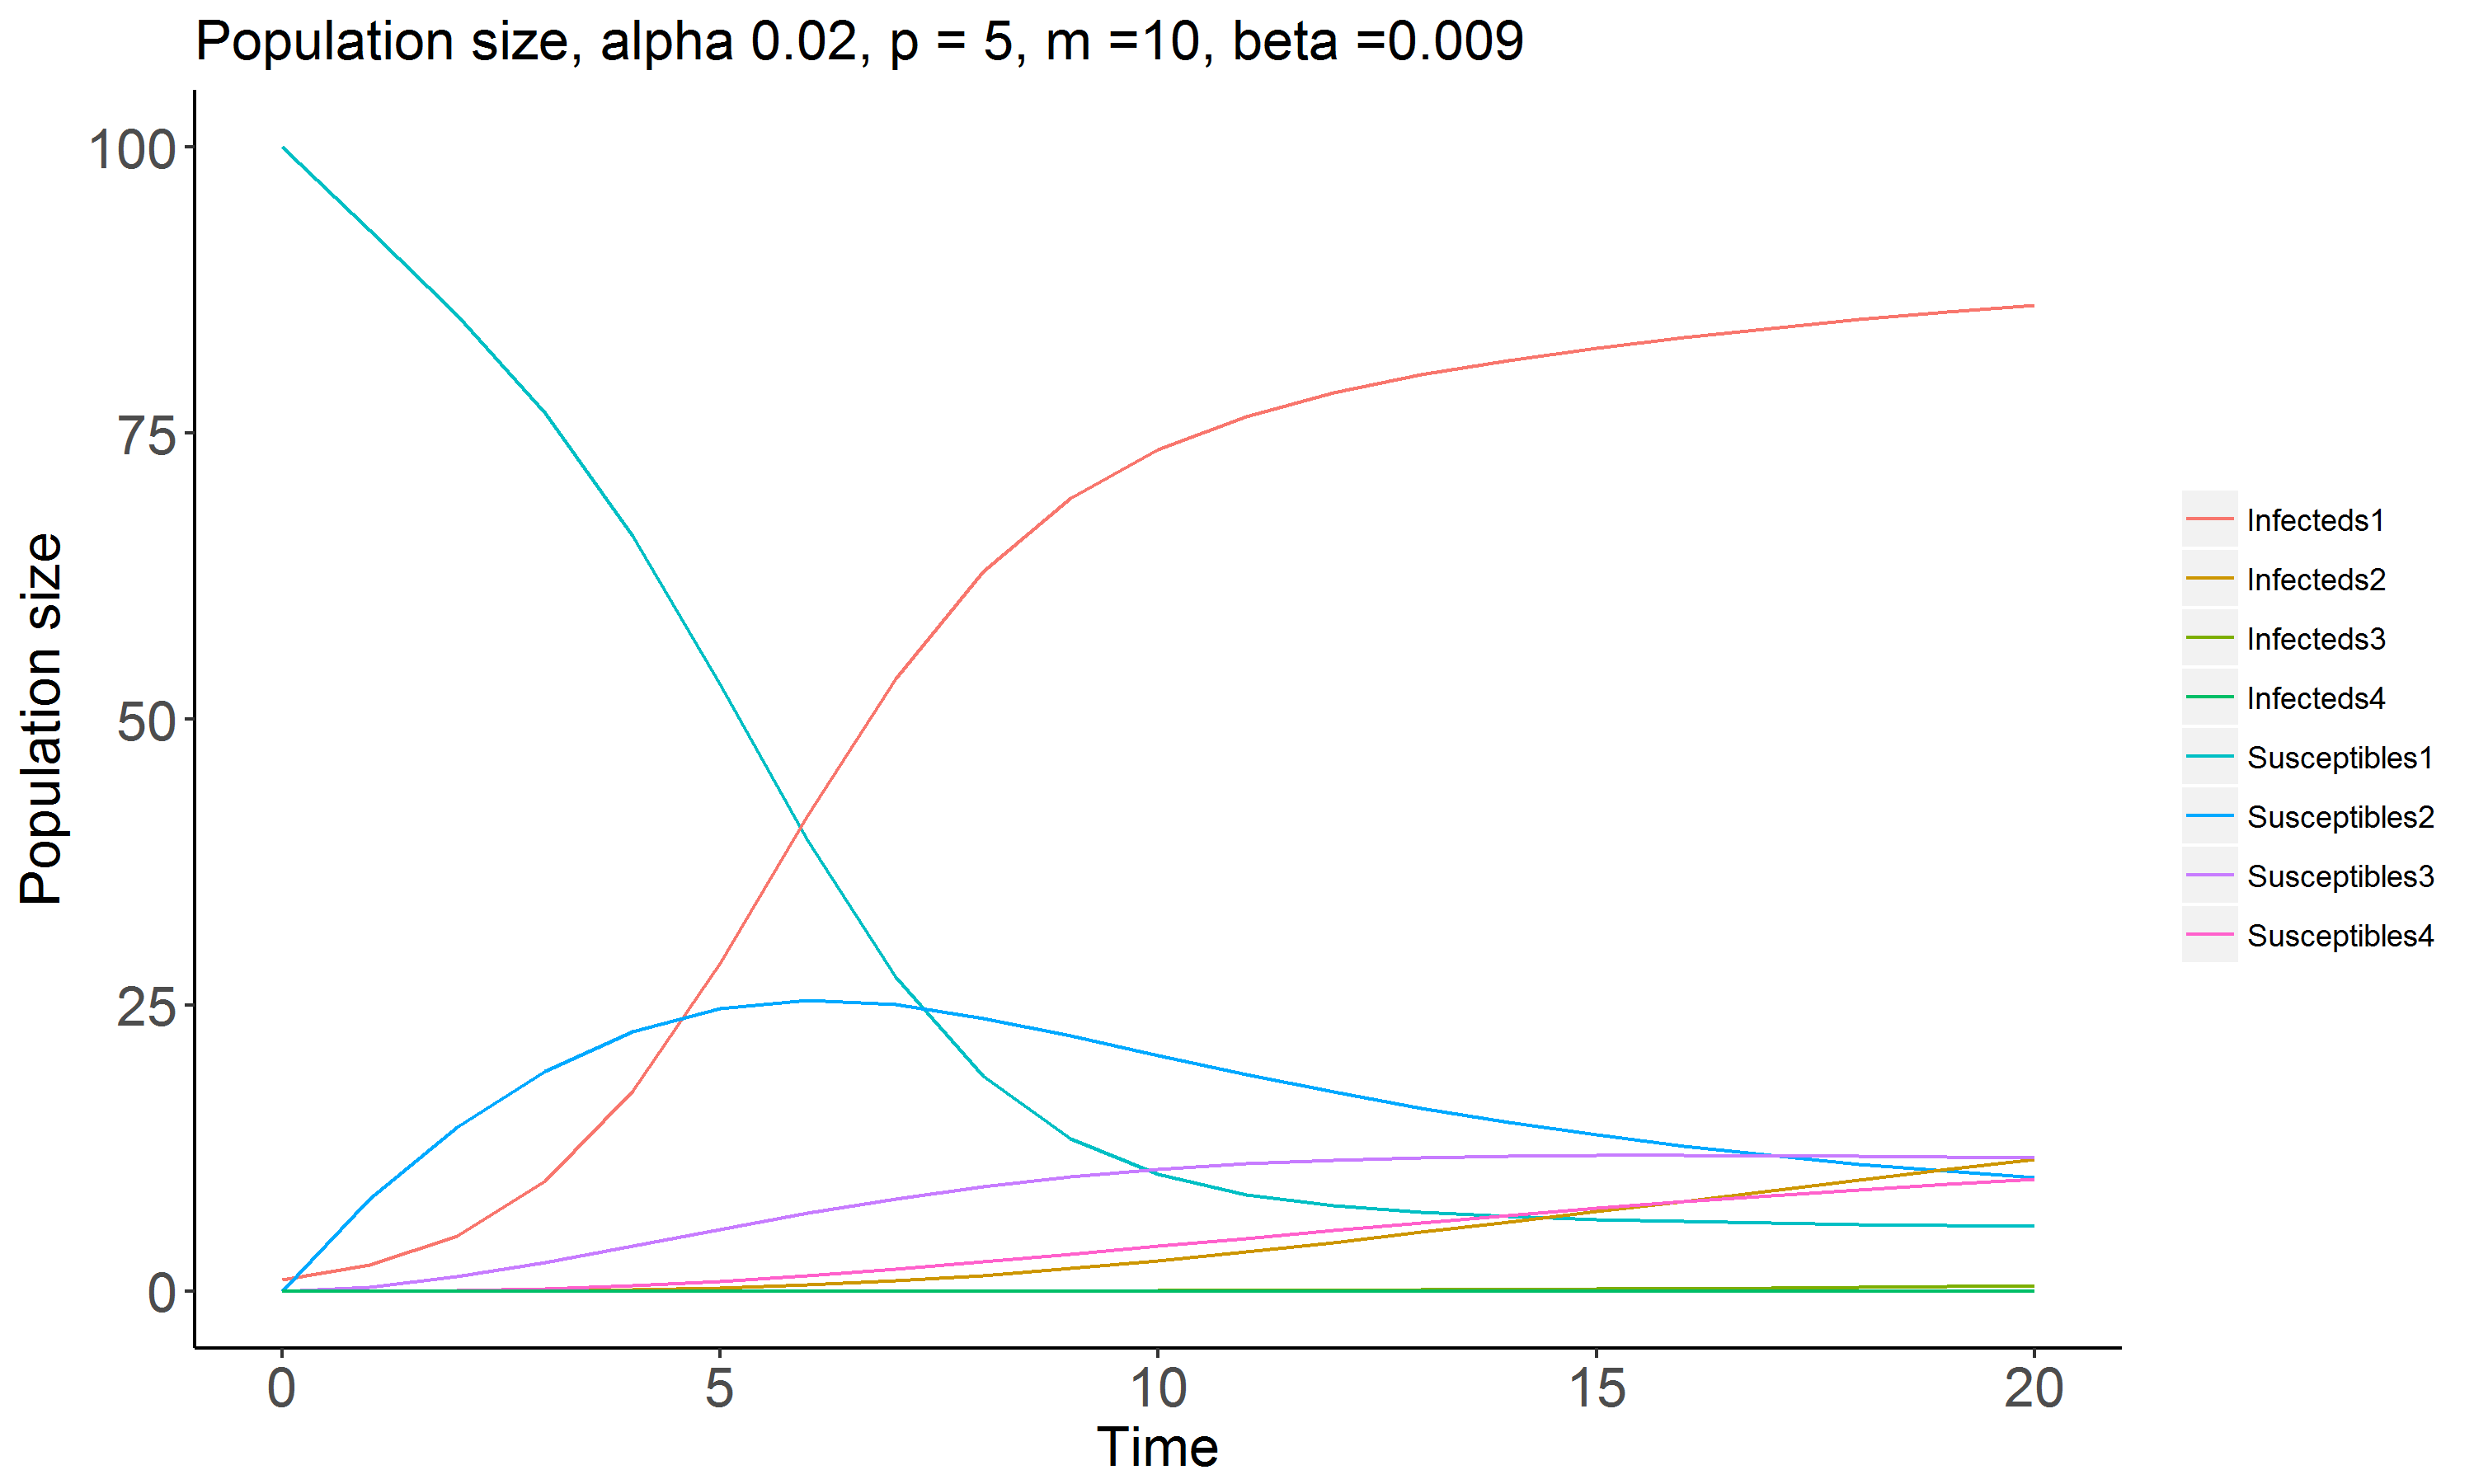 Population size, alpha 0.02, p = 5, m =10, beta =0.009
Population size
100
75
50
25
0
0 5 10 15 20
Time
Infecteds1
Infecteds2
Infecteds3
Infecteds4
Susceptibles1
Susceptibles2
Susceptibles3
Susceptibles4